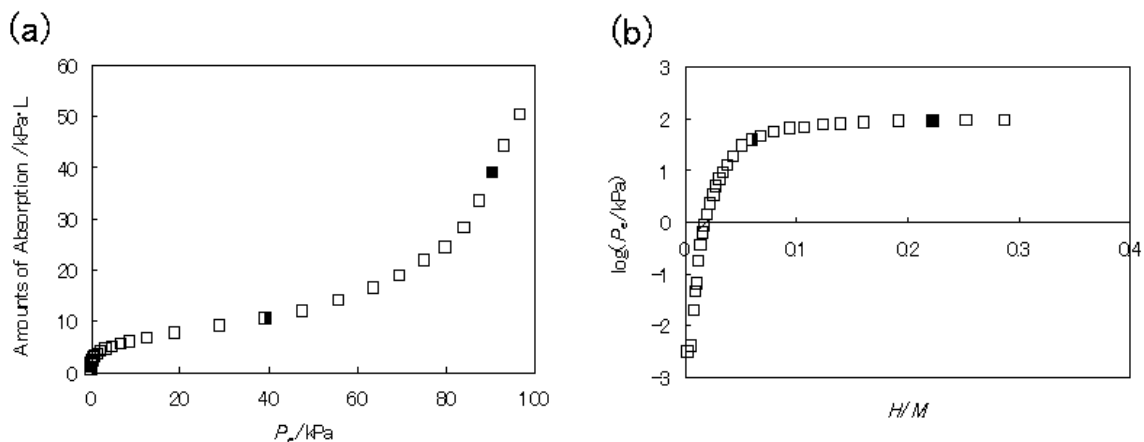 (a)
60
50
40
30
20
10
0
Amounts of Absorption /kPa·L
0 20 40 60 80 100
Pe/kPa
(b)
3
2
1
0
−1
−2
−3
log(Pe/kPa)
0 0.1 0.2 0.3 0.4
H/M